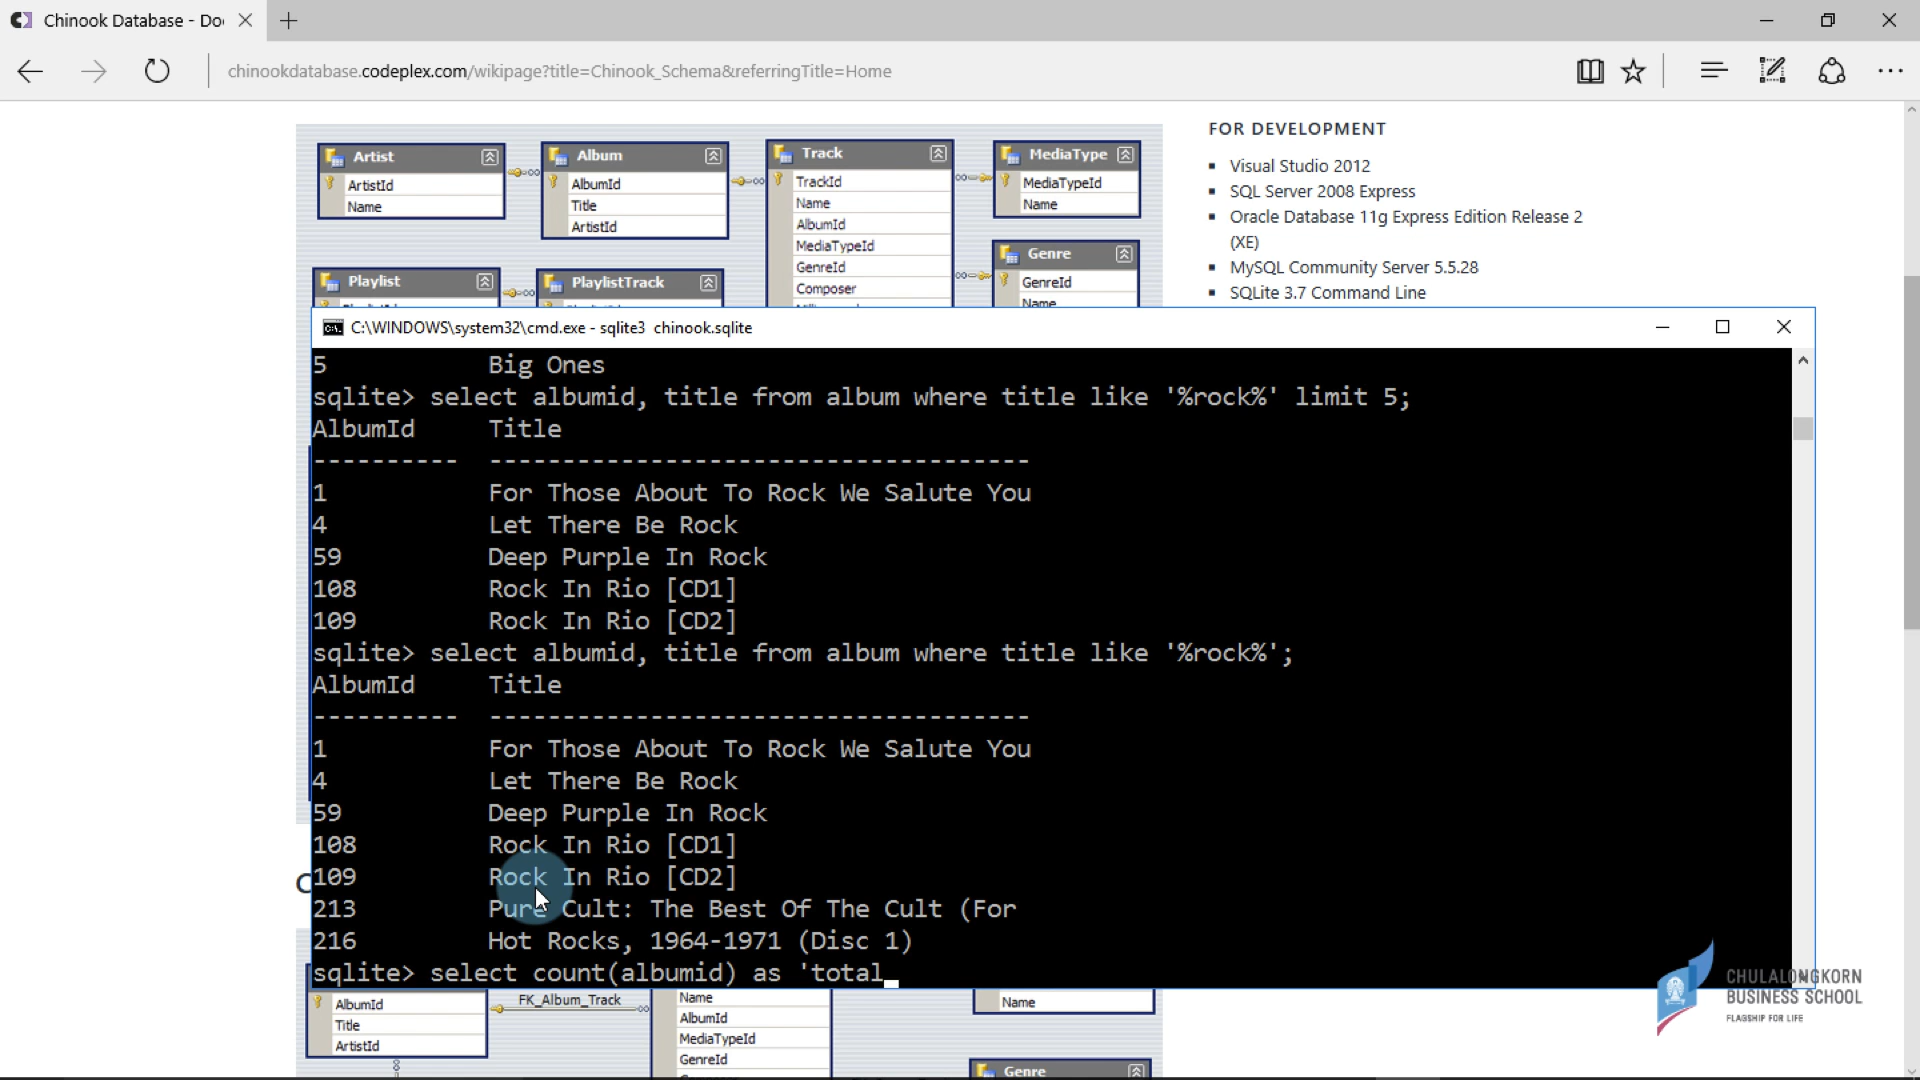 Chinook Database - Do
chinookdatabase.codeplex.com/wikipage?title=Chinook_Schema&referringTitle=Home
Artist
ArtistId
Name
Album
AlbumId
Title
ArtistId
Track
TrackId
Name
AlbumId
MediaTypeId
GenreId
Composer
MediaType
MediaTypeId
Name
Genre
GenreId
Name
Playlist
PlaylistTrack
FOR DEVELOPMENT
Visual Studio 2012
SQL Server 2008 Express
Oracle Database 11g Express Edition Release 2
(XE)
MySQL Community Server 5.5.28
SQLite 3.7 Command Line
C:\WINDOWS\system32\cmd.exe - sqlite3 chinook.sqlite
5 Big Ones
sqlite> select albumid, title from album where title like '%rock%' limit 5;
AlbumId Title
---------- -------------------------------------
1 For Those About To Rock We Salute You
4 Let There Be Rock
59 Deep Purple In Rock
108 Rock In Rio [CD1]
109 Rock In Rio [CD2]
sqlite> select albumid, title from album where title like '%rock%';
AlbumId Title
---------- -------------------------------------
1 For Those About To Rock We Salute You
4 Let There Be Rock
59 Deep Purple In Rock
108 Rock In Rio [CD1]
109 Rock In Rio [CD2]
213 Pure Cult: The Best Of The Cult (For
216 Hot Rocks, 1964-1971 (Disc 1)
sqlite> select count(albumid) as 'total_
AlbumId
Title
ArtistId
FK_Album_Track
Name
AlbumId
MediaTypeId
GenreId
Name
Genre
CHULALONGKORN
BUSINESS SCHOOL
FLAGSHIP FOR LIFE